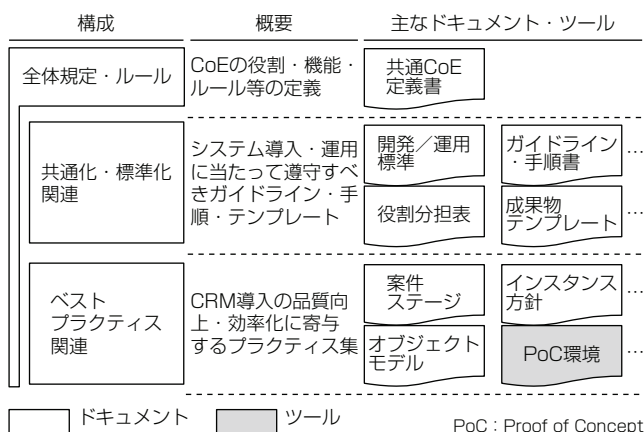 構成 概要 主なドキュメント・ツール
全体規定・ルール
CoEの役割・機能・
ルール等の定義
共通CoE
定義書
共通化・標準化
関連
システム導入・運用
に当たって遵守すべ
きガイドライン・手
順・テンプレート
開発／運用
標準
ガイドライン
・手順書
…
役割分担表
成果物
テンプレート
…
ベスト
プラクティス
関連
CRM導入の品質向
上・効率化に寄与
するプラクティス集
案件
ステージ
インスタンス
方針
…
オブジェクト
モデル
PoC環境
…
ドキュメント ツール
PoC：Proof of Concept